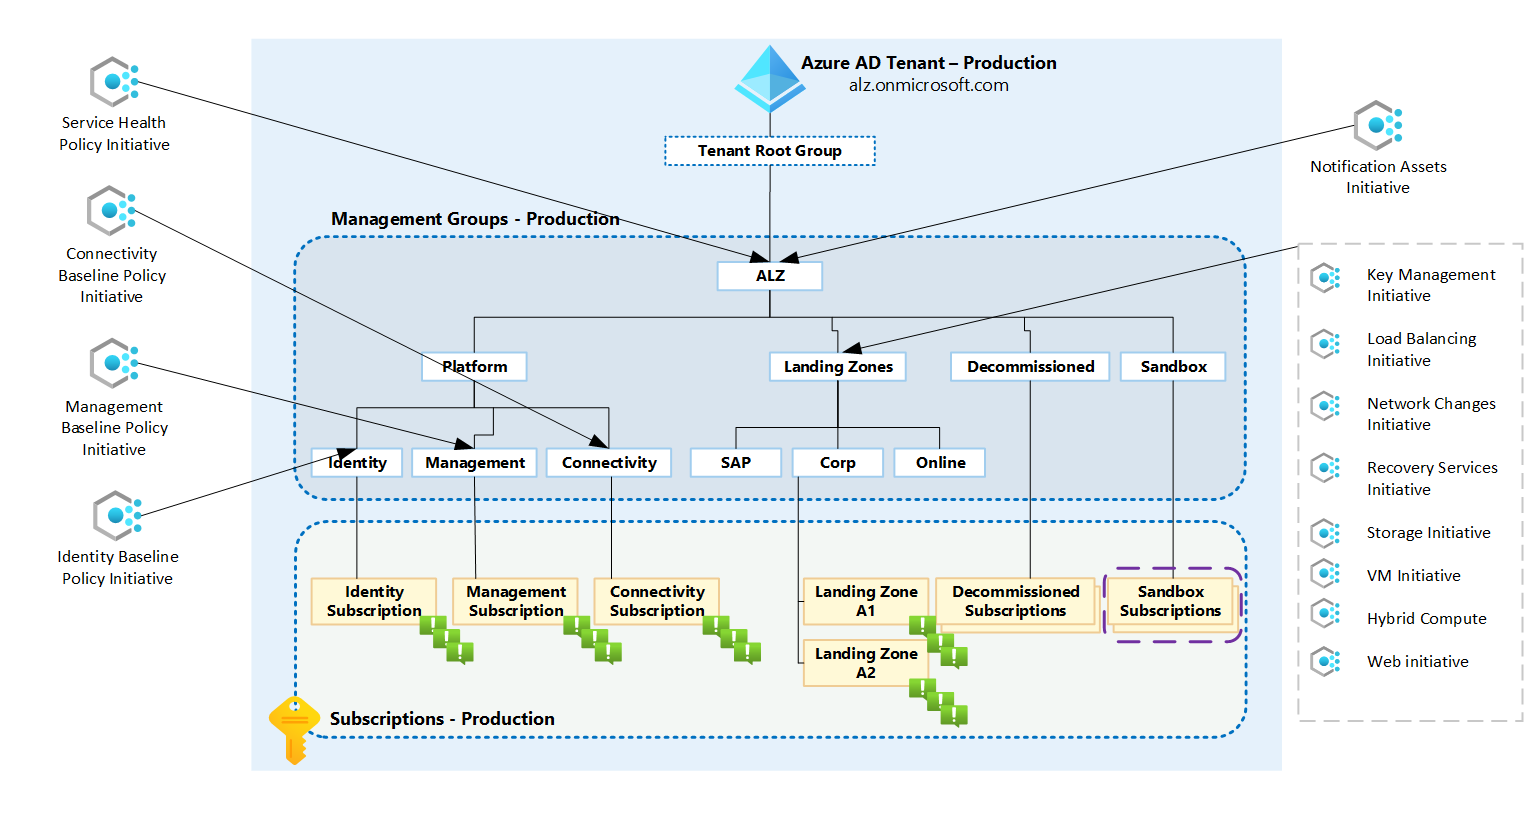 Azure AD Tenant – Production
alz.onmicrosoft.com
Tenant Root Group
Management Groups - Production
ALZ
Platform
Landing Zones
Decommissioned
Sandbox
Identity
Management
Connectivity
SAP
Corp
Online
Identity
Subscription
Management
Subscription
Connectivity
Subscription
Landing Zone
A1
Landing Zone
A2
Decommissioned
Subscriptions
Sandbox
Subscriptions
Subscriptions - Production
Service Health
Policy Initiative
Connectivity
Baseline Policy
Initiative
Management
Baseline Policy
Initiative
Identity Baseline
Policy Initiative
Notification Assets
Initiative
Key Management
Initiative
Load Balancing
Initiative
Network Changes
Initiative
Recovery Services
Initiative
Storage Initiative
VM Initiative
Hybrid Compute
Web initiative